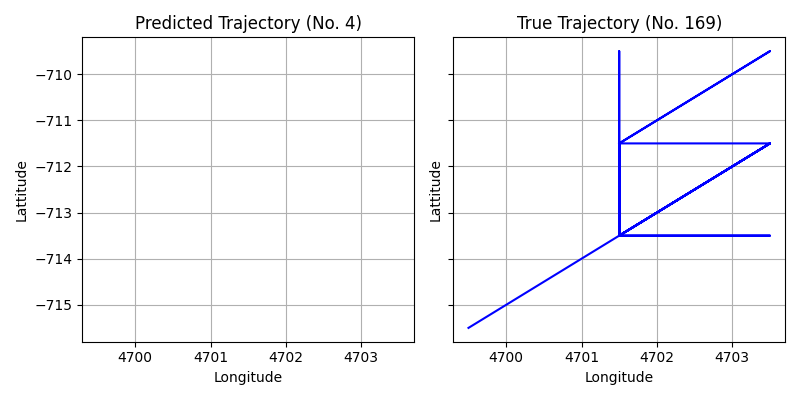 Predicted Trajectory (No. 4)
True Trajectory (No. 169)
Lattitude
−710
−711
−712
−713
−714
−715
4700
4701
4702
4703
Longitude
Lattitude
4700
4701
4702
4703
Longitude